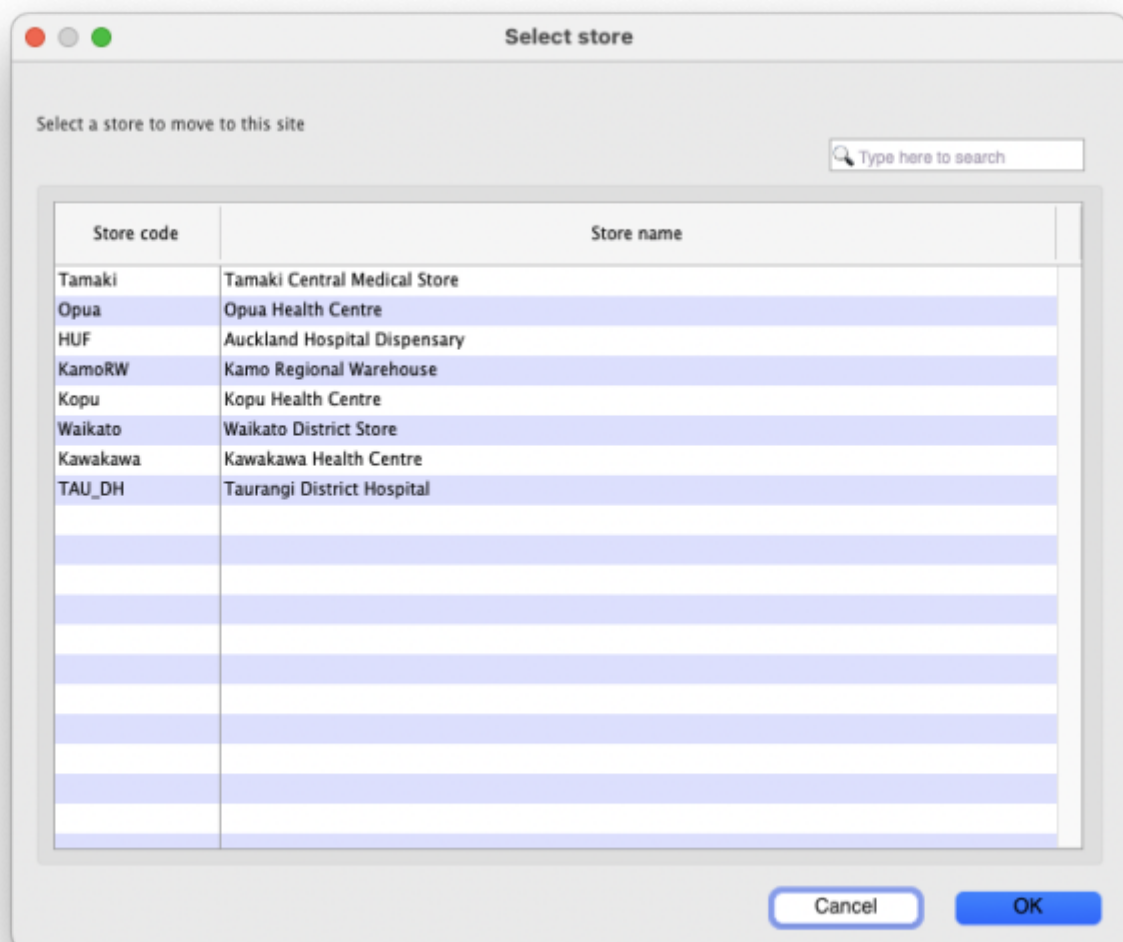 Select store
Select a store to move to this site
Type here to search
Store code Store name
Tamaki Tamaki Central Medical Store
Opua Opua Health Centre
HUF Auckland Hospital Dispensary
KamoRW Kamo Regional Warehouse
Kopu Kopu Health Centre
Waikato Waikato District Store
Kawakawa Kawakawa Health Centre
TAU_DH Taurangi District Hospital
Cancel OK